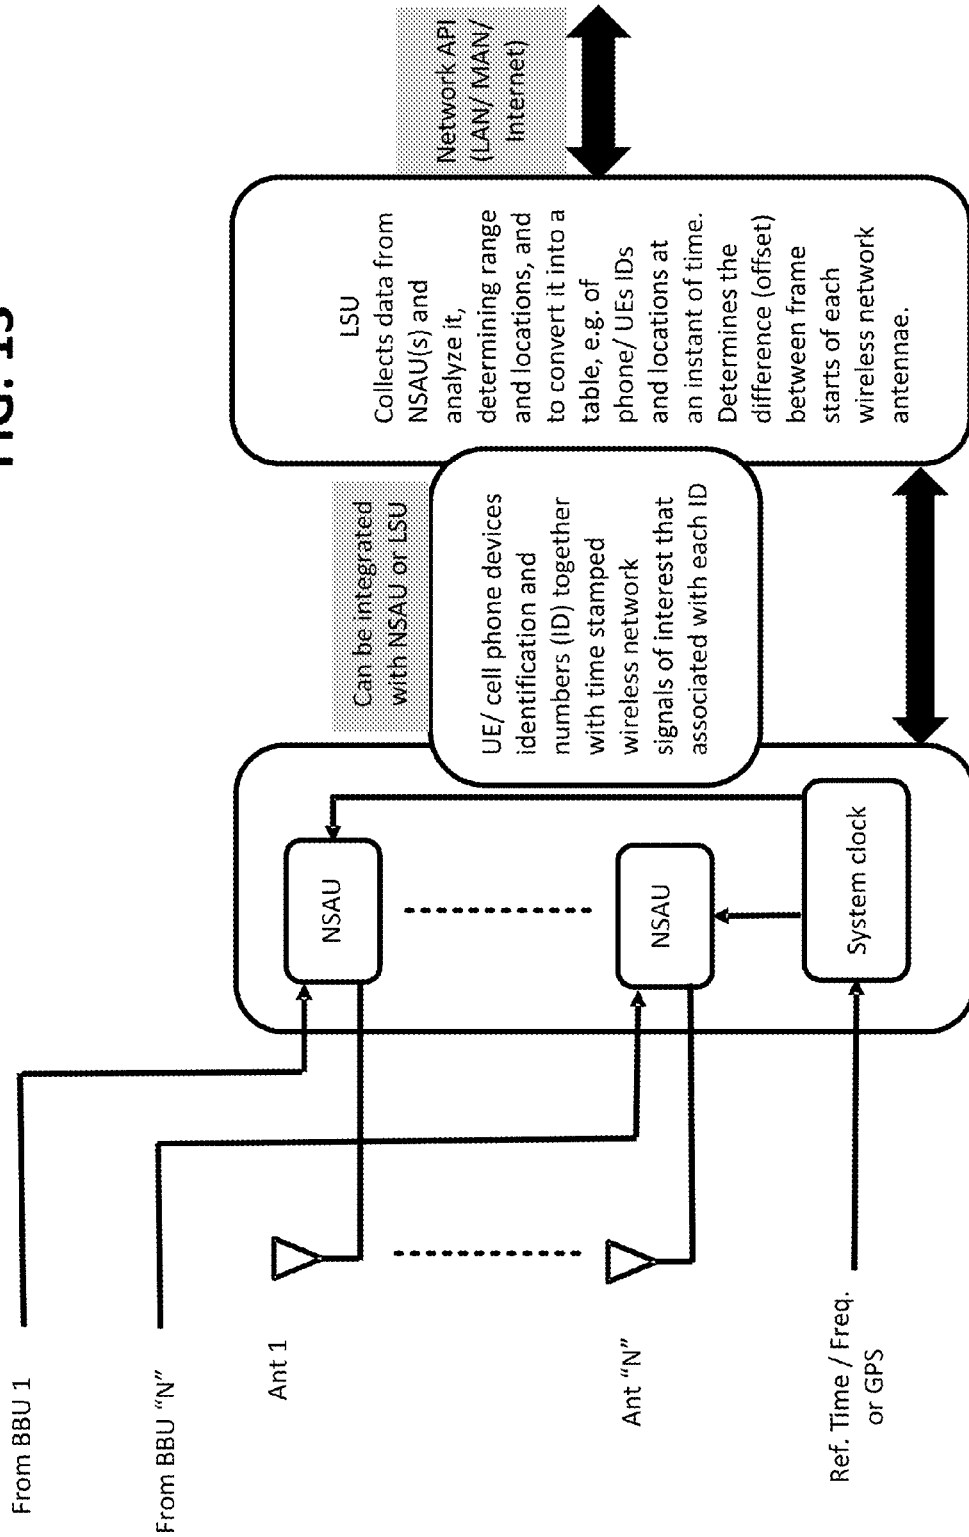 FIG.
From BBU 1
From BBU “N”
Ant 1
Ant “N”
Ref. Time / Freq.
or GPS
NSAU
NSAU
System clock
Can be integrated
with NSAU or LSU
UE/ cell phone devices
identification and
numbers (ID) together
with time stamped
wireless network
signals of interest that
associated with each ID
LSU
Collects data from
NSAU(s) and
analyze it,
determining range
and locations, and
to convert it into a
table, e.g. of
phone/ UEs IDs
and locations at
an instant of time.
Determines the
difference (offset)
between frame
starts of each
wireless network
antennae.
Network API
(LAN/ MAN/
Internet)